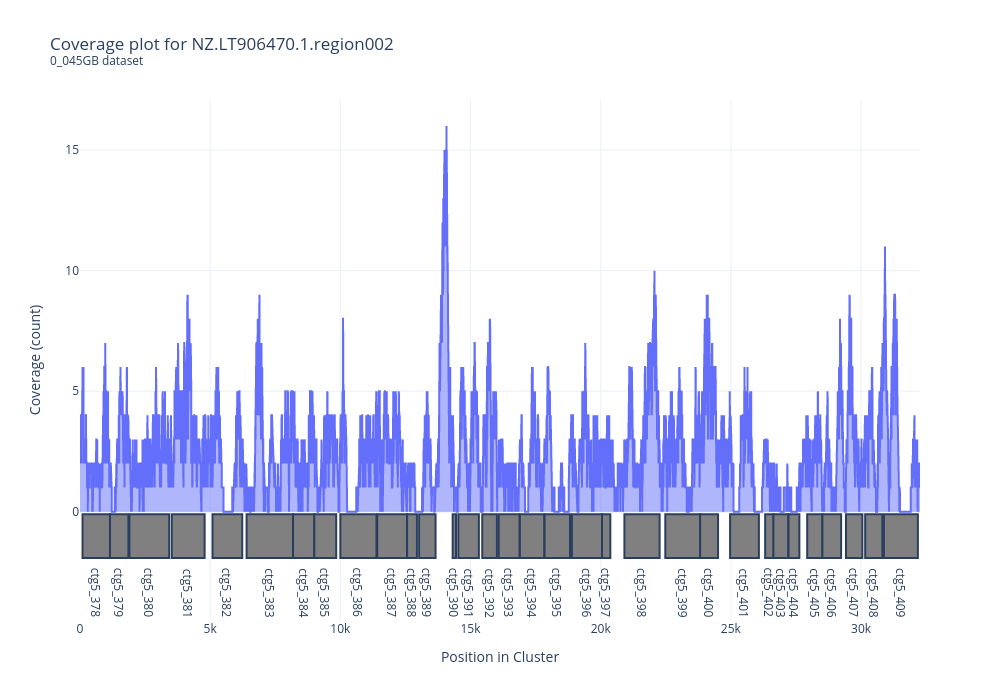 Coverage plot for NZ.LT906470.1.region002
0_045GB dataset
Coverage (count)
15
10
5
0
ctg5_378
ctg5_379
ctg5_380
ctg5_381
ctg5_382
ctg5_383
ctg5_384
ctg5_385
ctg5_386
ctg5_387
ctg5_388
ctg5_389
ctg5_390
ctg5_391
ctg5_392
ctg5_393
ctg5_394
ctg5_395
ctg5_396
ctg5_397
ctg5_398
ctg5_399
ctg5_400
ctg5_401
ctg5_402
ctg5_403
ctg5_404
ctg5_405
ctg5_406
ctg5_407
ctg5_408
ctg5_409
0 5k 10k 15k 20k 25k 30k
Position in Cluster